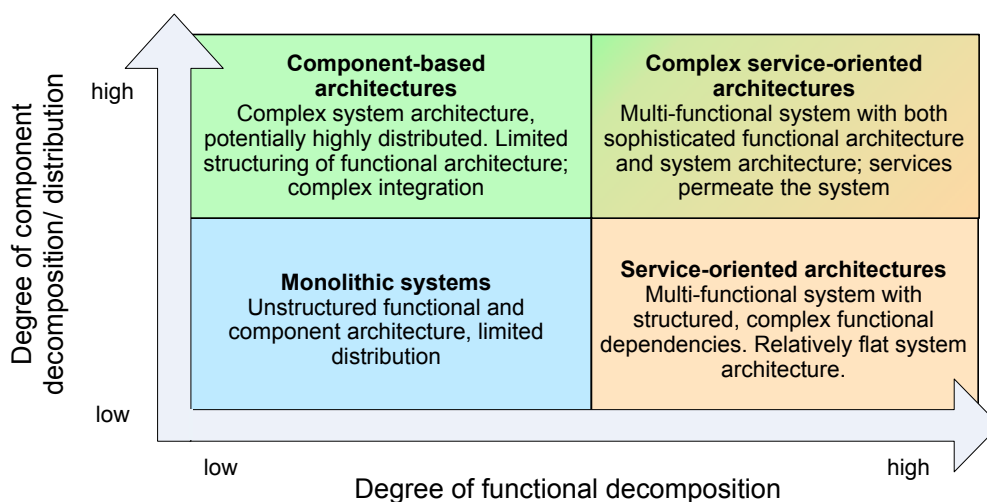 Degree of component
decomposition/ distribution
high
low
Component-based
architectures
Complex system architecture,
potentially highly distributed. Limited
structuring of functional architecture;
complex integration
Complex service-oriented
architectures
Multi-functional system with both
sophisticated functional architecture
and system architecture; services
permeate the system
Monolithic systems
Unstructured functional and
component architecture, limited
distribution
Service-oriented architectures
Multi-functional system with
structured, complex functional
dependencies. Relatively flat system
architecture.
low
high
Degree of functional decomposition